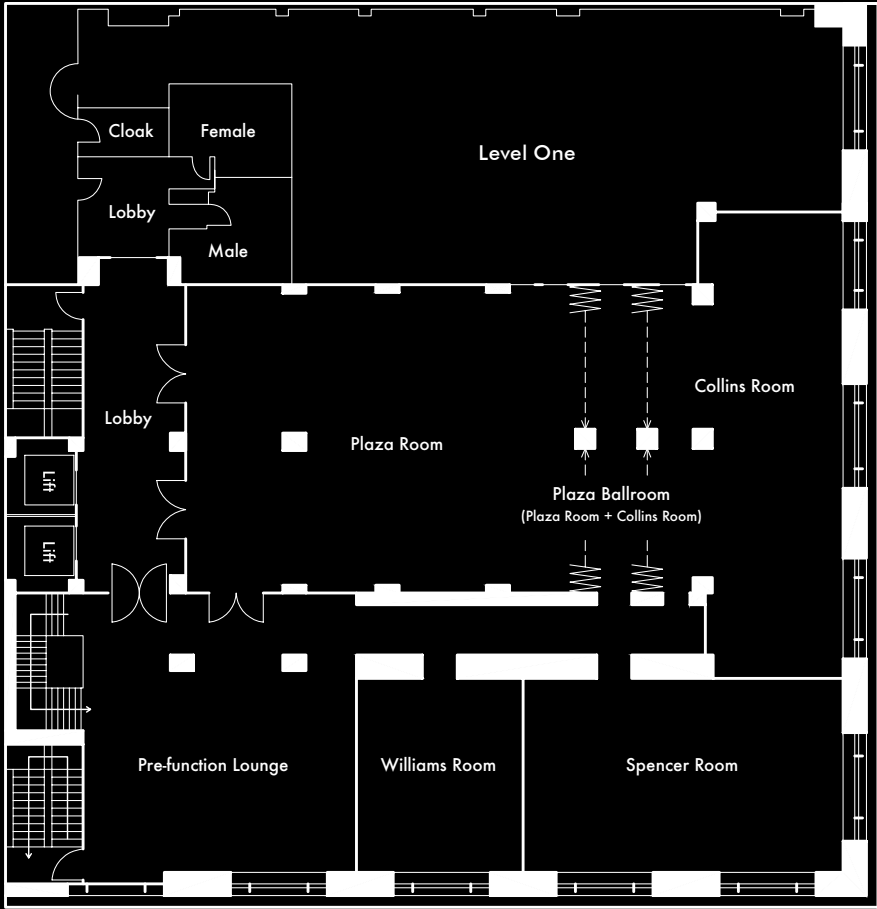 Cloak
Female
Level One
Lobby
Male
Collins Room
Lobby
Plaza Room
Lift
Plaza Ballroom
(Plaza Room + Collins Room)
Lift
Pre-function Lounge
Williams Room
Spencer Room